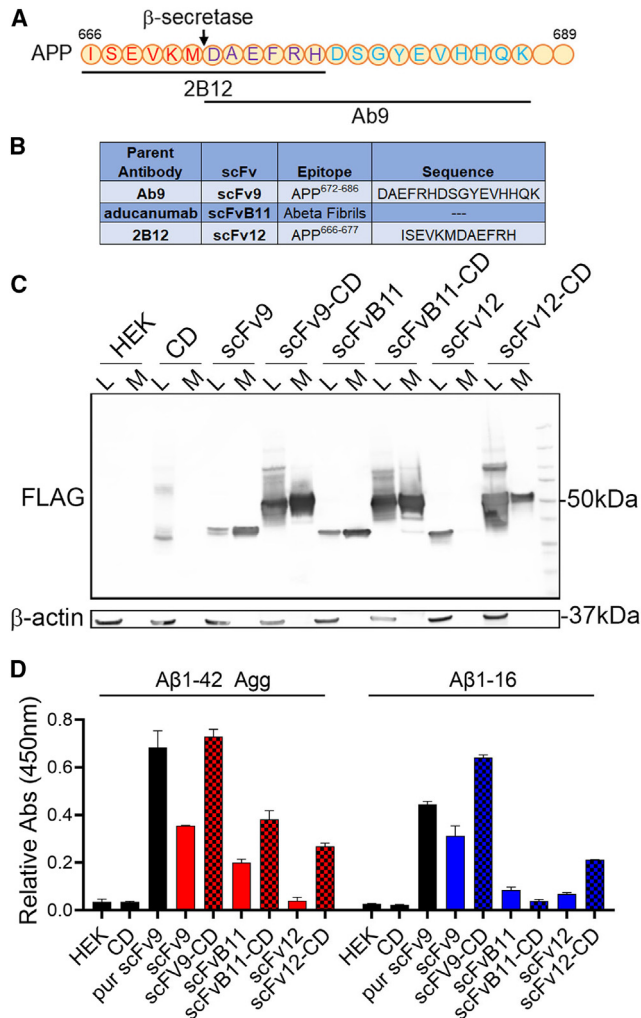 A
β-secretase
666 689
APP ISEVKMDAEFRHDSGYEVHHQK
2B12
Ab9
B
Parent Antibody scFv Epitope Sequence
Ab9 scFv9 APP672-686 DAEFRHDSGYEVHHQK
aducanumab scFvB11 Abeta Fibrils ---
2B12 scFv12 APP666-677 ISEVKMDAEFRH
C
HEK CD scFv9 scFv9-CD scFvB11 scFvB11-CD scFv12 scFv12-CD
L M L M L M L M L M L M L M L M
FLAG -50kDa
β-actin -37kDa
D
Aβ1-42 Agg Aβ1-16
Relative Abs (450nm)
0.8
0.6
0.4
0.2
0.0
HEK CD pur scFv9 scFv9 scFV9-CD scFvB11 scFvB11-CD scFv12 scFv12-CD HEK CD pur scFv9 scFv9 scFv9-CD scFvB11 scFvB11-CD scFv12 scFv12-CD